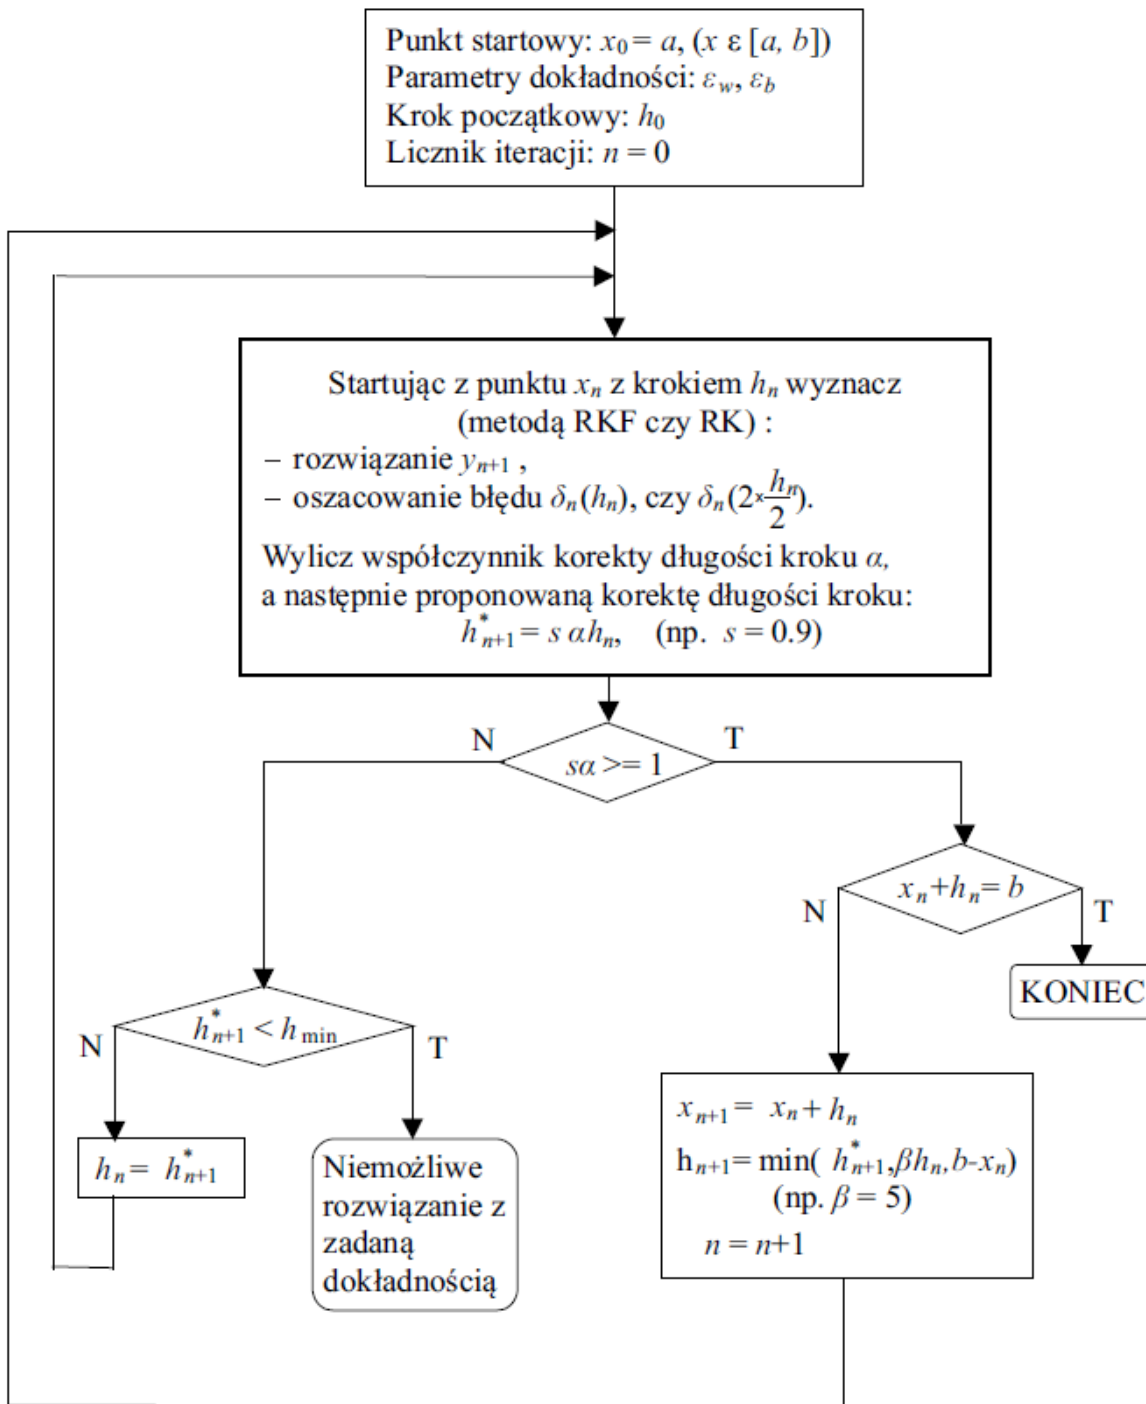 Punkt startowy: x₀ = a, (x ε [a, b])
Parametry dokładności: ε_w, ε_b
Krok początkowy: h₀
Licznik iteracji: n = 0
Startując z punktu xₙ z krokiem hₙ wyznacz
(metodą RKF czy RK) :
– rozwiązanie yₙ₊₁ ,
– oszacowanie błędu δₙ(hₙ), czy δₙ(2×hₙ/2).
Wylicz współczynnik korekty długości kroku α,
a następnie proponowaną korektę długości kroku:
h*ₙ₊₁ = s αhₙ, (np. s = 0.9)
N
sα >= 1
T
N
xₙ+hₙ= b
T
KONIEC
N
h*ₙ₊₁ < h_min
T
hₙ = h*ₙ₊₁
Niemożliwe
rozwiązanie z
zadaną
dokładnością
xₙ₊₁ = xₙ + hₙ
hₙ₊₁= min( h*ₙ₊₁,βhₙ,b-xₙ)
(np. β = 5)
n = n+1